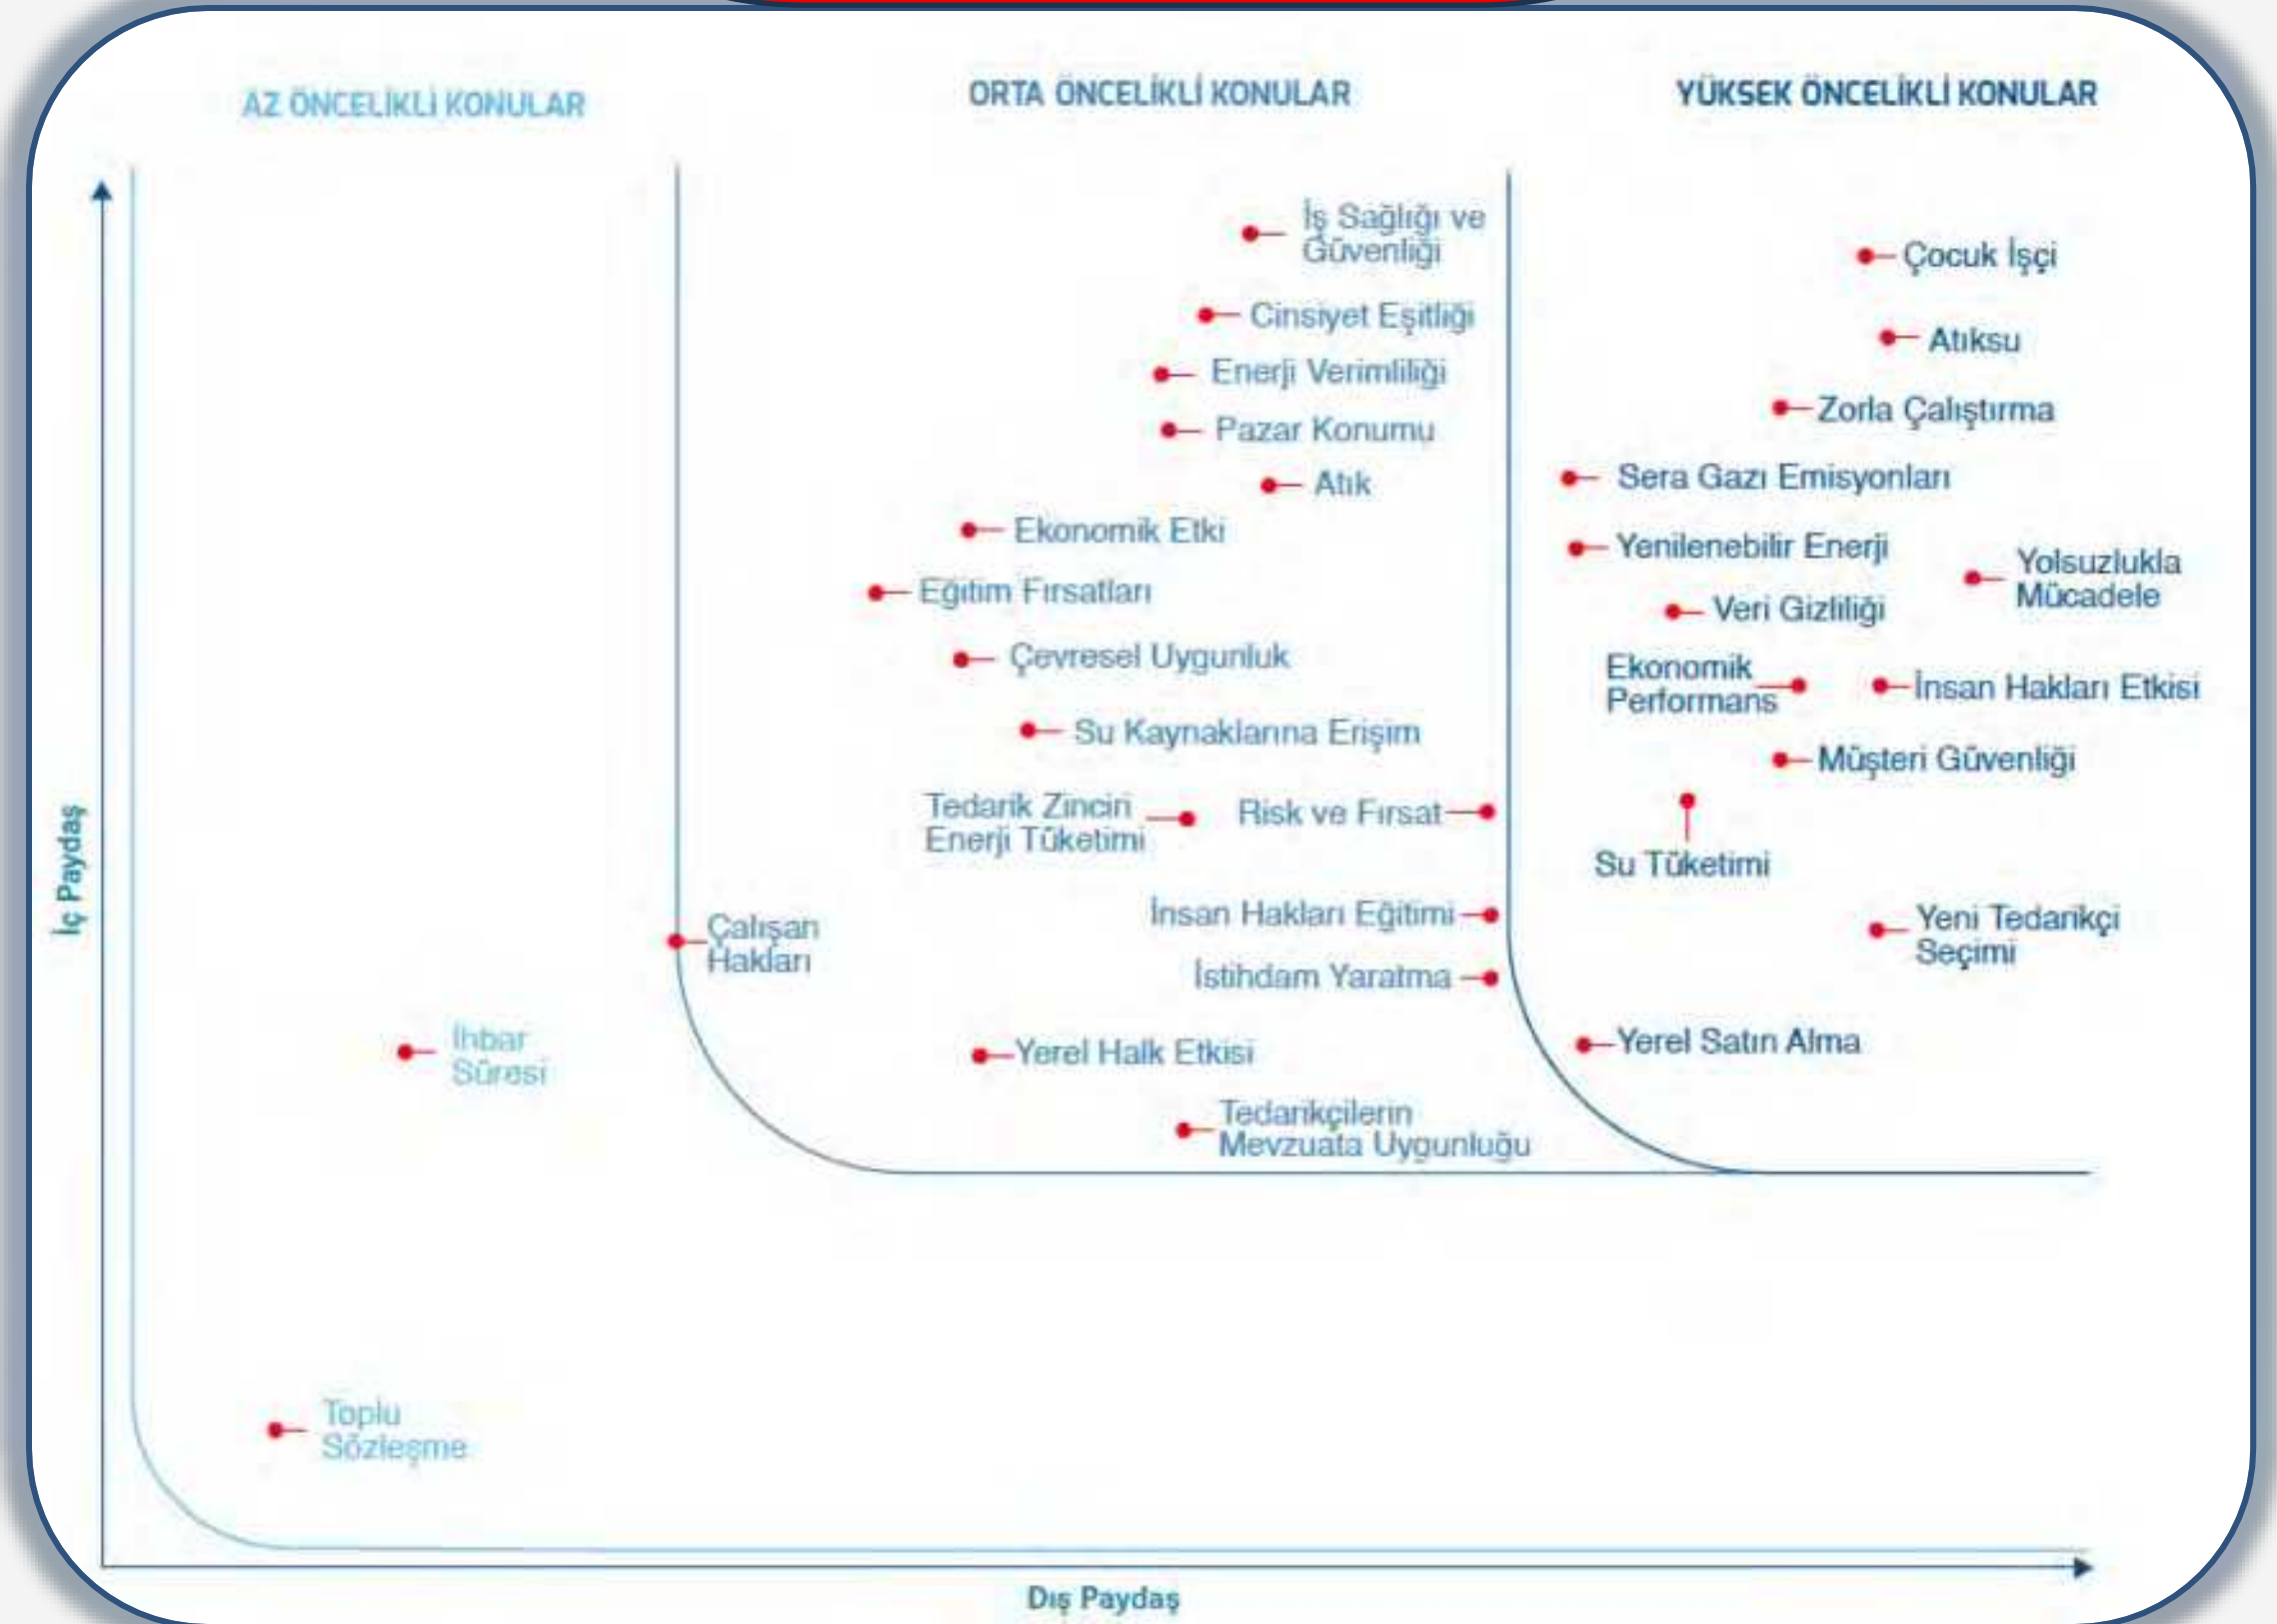 AZ ÖNCELİKLİ KONULAR
ORTA ÖNCELİKLİ KONULAR
YÜKSEK ÖNCELİKLİ KONULAR
İş Sağlığı ve
Güvenliği
Çocuk İşçi
Cinsiyet Eşitliği
Atıksu
Enerji Verimliliği
Zorla Çalıştırma
Pazar Konumu
Sera Gazı Emisyonları
Atık
Ekonomik Etki
Yenilenebilir Enerji
Yolsuzlukla
Mücadele
Eğitim Fırsatları
Veri Gizliliği
Çevresel Uygunluk
Ekonomik
Performans
İnsan Hakları Etkisi
Su Kaynaklarına Erişim
Müşteri Güvenliği
Tedarik Zinciri
Enerji Tüketimi
Risk ve Fırsat
Su Tüketimi
İnsan Hakları Eğitimi
Yeni Tedarikçi
Seçimi
Çalışan
Hakları
İstihdam Yaratma
İhbar
Süresi
Yerel Halk Etkisi
Yerel Satın Alma
Tedarikçilerin
Mevzuata Uygunluğu
Toplu
Sözleşme
İç Paydaş
Dış Paydaş